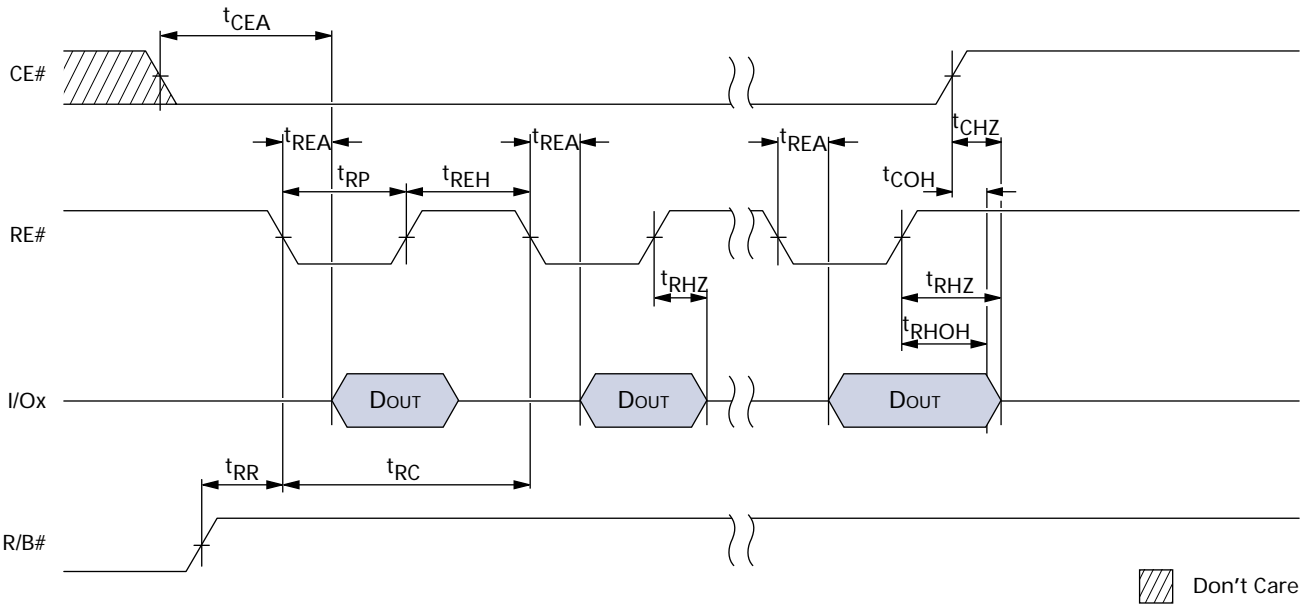 tCEA
CE#
tCHZ
tREA
tREA
tREA
tCOH
tRP
tREH
RE#
tRHZ
tRHZ
tRHOH
I/Ox
DOUT
DOUT
DOUT
tRR
tRC
R/B#
Don't Care